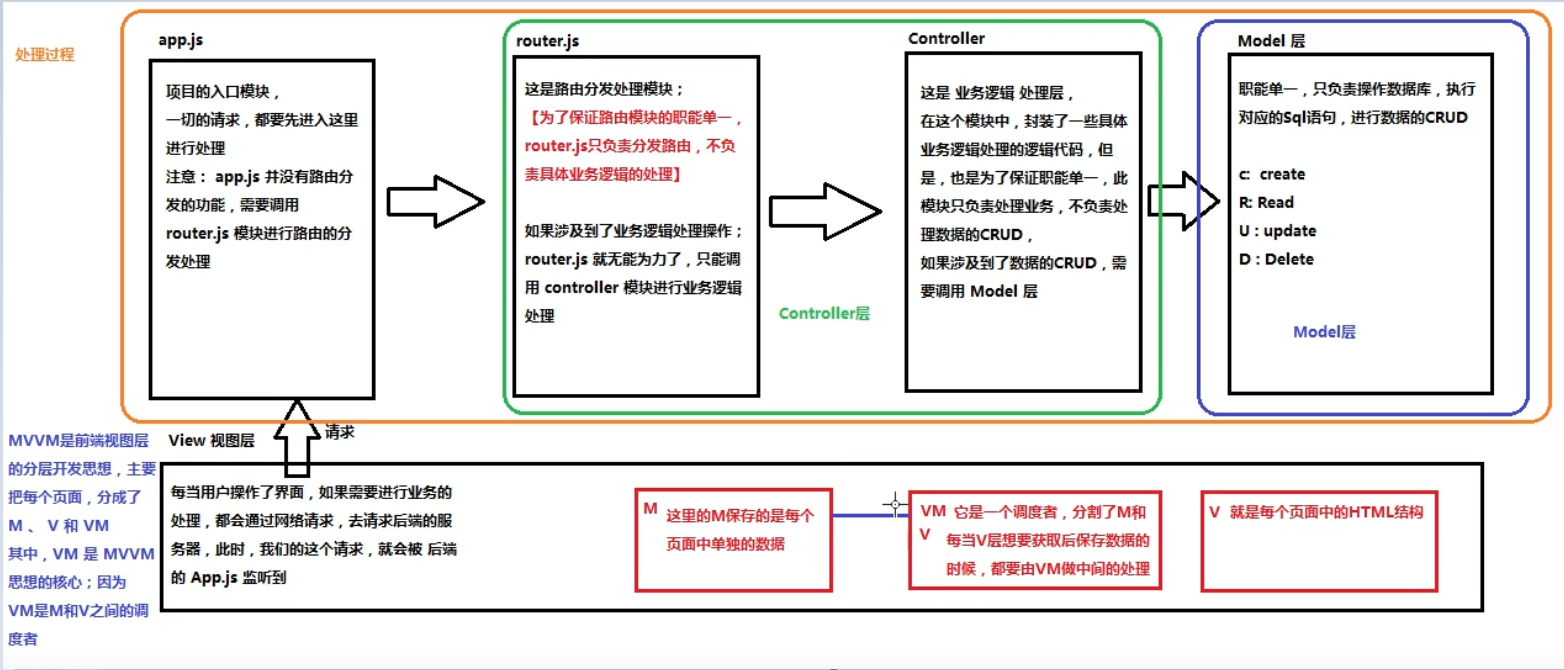 处理过程
app.js
项目的入口模块，
一切的请求，都要先进入这里
进行处理
注意： app.js 并没有路由分
发的功能，需要调用
router.js 模块进行路由的分
发处理
router.js
这是路由分发处理模块；
【为了保证路由模块的职能单一，
router.js只负责分发路由，不负
责具体业务逻辑的处理】
如果涉及到了业务逻辑处理操作；
router.js 就无能为力了，只能调
用 controller 模块进行业务逻辑
处理
Controller层
Controller
这是 业务逻辑 处理层，
在这个模块中，封装了一些具体
业务逻辑处理的逻辑代码，但
是，也是为了保证职能单一，此
模块只负责处理业务，不负责处
理数据的CRUD，
如果涉及到了数据的CRUD，需
要调用 Model 层
Model 层
职能单一，只负责操作数据库，执行
对应的Sql语句，进行数据的CRUD
c: create
R: Read
U : update
D : Delete
Model层
请求
MVVM是前端视图层
的分层开发思想，主要
把每个页面，分成了
M 、 V 和 VM
其中，VM 是 MVVM
思想的核心；因为
VM是M和V之间的调
度者
View 视图层
每当用户操作了界面，如果需要进行业务的
处理，都会通过网络请求，去请求后端的服
务器，此时，我们的这个请求，就会被 后端
的 App.js 监听到
M 这里的M保存的是每个
页面中单独的数据
VM 它是一个调度者，分割了M和
V 每当V层想要获取后保存数据的
时候，都要由VM做中间的处理
V 就是每个页面中的HTML结构